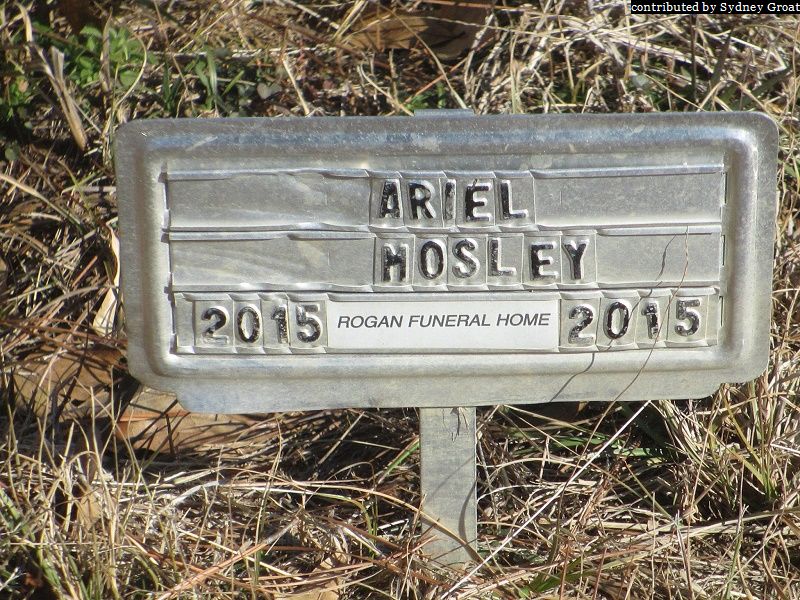 contributed by Sydney Groat
ARIEL
MOSLEY
2015 ROGAN FUNERAL HOME 2015